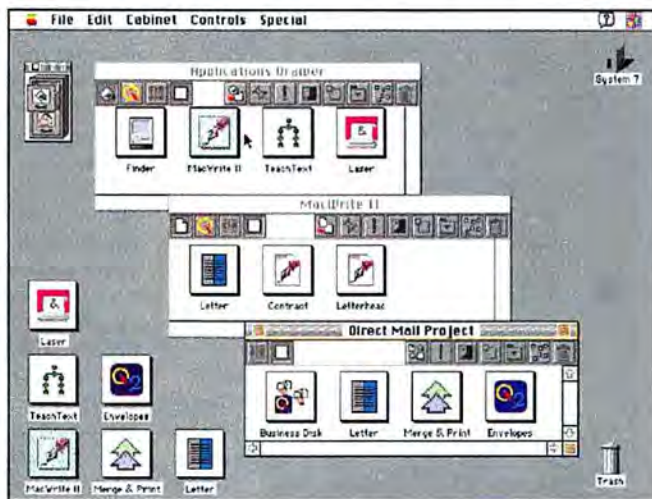 File Edit Cabinet Controls Special
System 7
Applications Drawer
Finder MacWrite II TeachText Laser
MacWrite II
Letter Contract Letterhead
Laser
Direct Mail Project
TeachText Envelopes
Business Disk Letter Merge & Print Envelopes
MacWrite II Merge & Print Letter
Trash